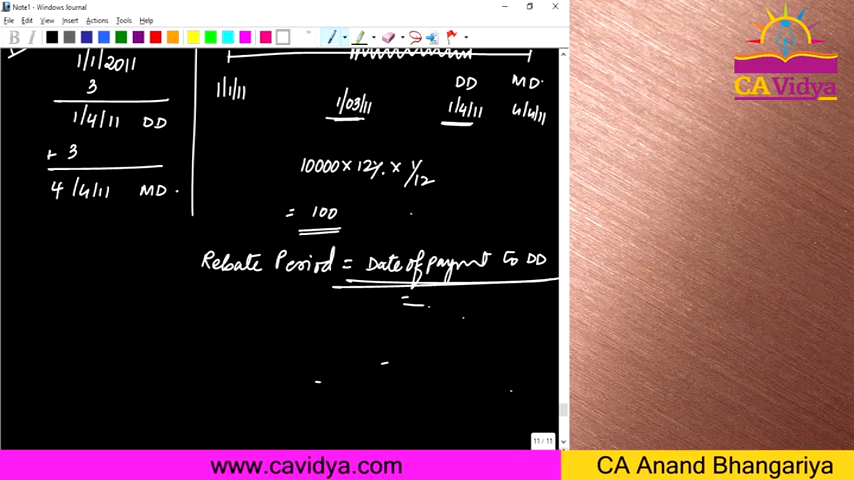 Note1 - Windows Journal
File Edit View Insert Actions Tools Help
B
1/1/2011
3
1/4/11 DD
+ 3
4/4/11 MD.
DD MD.
1/1/11
1/03/11 1/4/11 4/4/11
10000 × 12% × 1/12
= 100
Rebate Period = Date of paymnt to DD
=
11 / 11
CA Vidya
www.cavidya.com
CA Anand Bhangariya